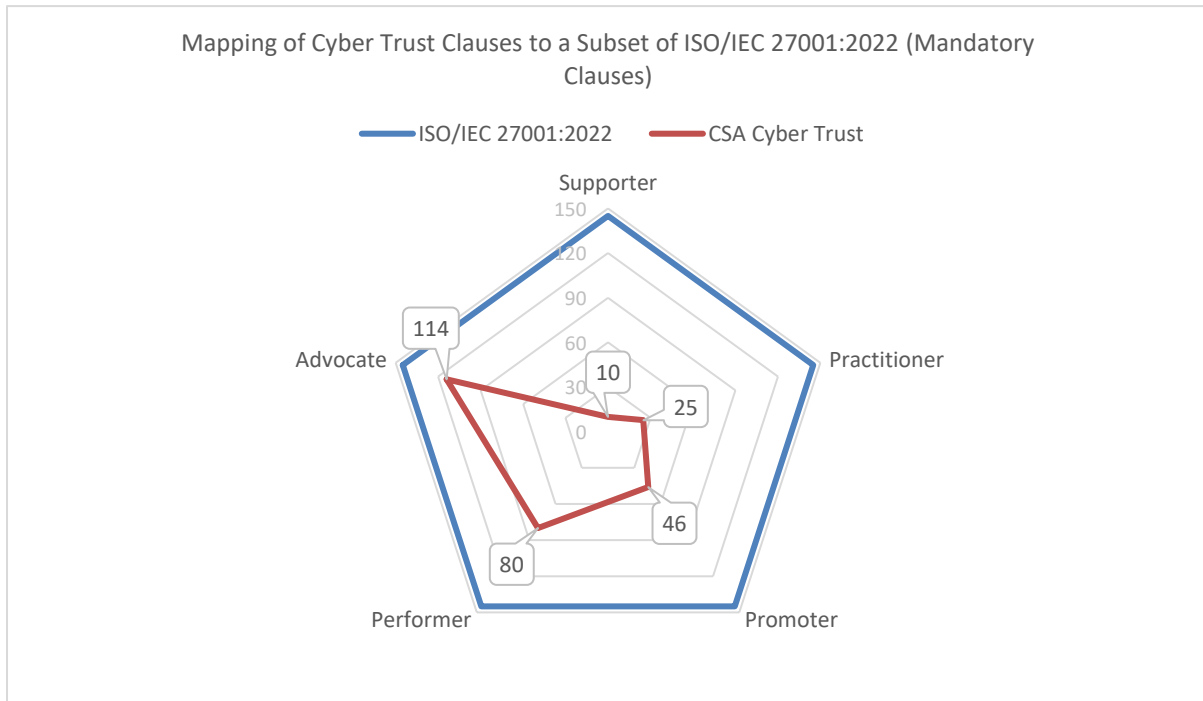 Mapping of Cyber Trust Clauses to a Subset of ISO/IEC 27001:2022 (Mandatory
Clauses)
ISO/IEC 27001:2022 CSA Cyber Trust
Supporter
150
120
90
60
30
0
10
25
46
80
114
Practitioner
Promoter
Performer
Advocate